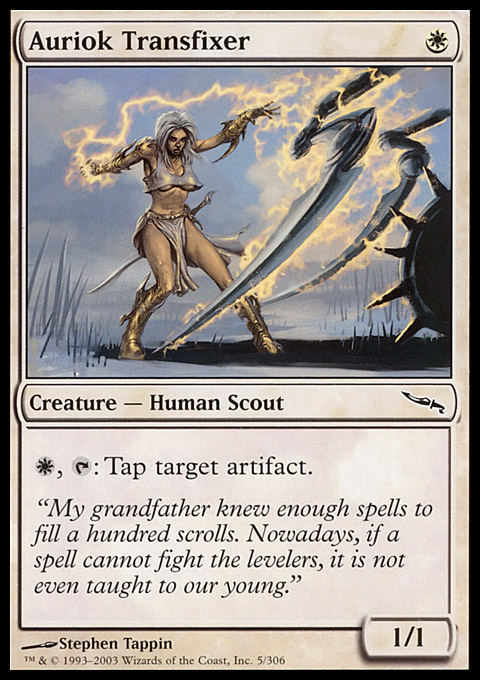 Auriok Transfixer
Creature — Human Scout
: Tap target artifact.
“My grandfather knew enough spells to
fill a hundred scrolls. Nowadays, if a
spell cannot fight the levelers, it is not
even taught to our young.”
Stephen Tappin
1/1
™ & © 1993–2003 Wizards of the Coast, Inc. 5/306